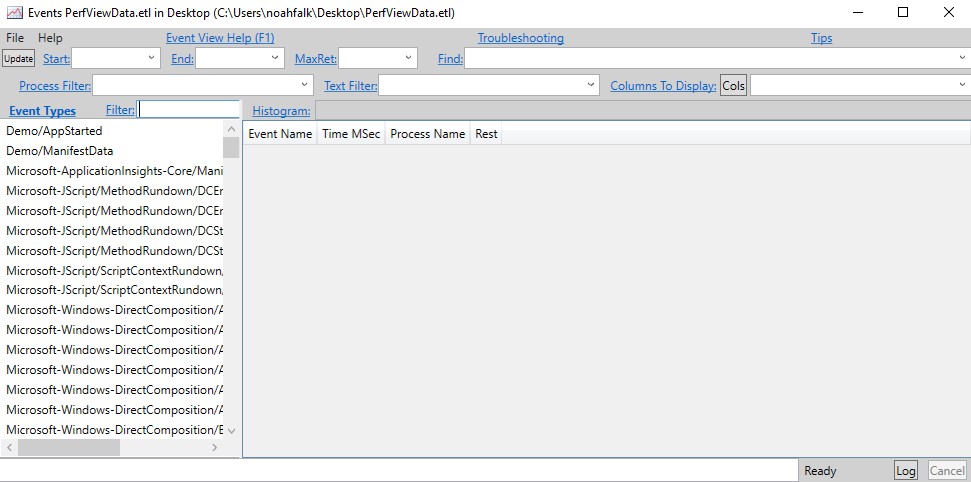 Events PerfViewData.etl in Desktop (C:\Users\noahfalk\Desktop\PerfViewData.etl)
File Help Event View Help (F1) Troubleshooting Tips
Update Start: End: MaxRet: Find:
Process Filter: Text Filter: Columns To Display: Cols
Event Types Filter: Histogram:
Event Name Time MSec Process Name Rest
Demo/AppStarted
Demo/ManifestData
Microsoft-ApplicationInsights-Core/Mani
Microsoft-JScript/MethodRundown/DCEr
Microsoft-JScript/MethodRundown/DCEr
Microsoft-JScript/MethodRundown/DCSt
Microsoft-JScript/MethodRundown/DCSt
Microsoft-JScript/ScriptContextRundown,
Microsoft-JScript/ScriptContextRundown,
Microsoft-Windows-DirectComposition/A
Microsoft-Windows-DirectComposition/A
Microsoft-Windows-DirectComposition/A
Microsoft-Windows-DirectComposition/A
Microsoft-Windows-DirectComposition/A
Microsoft-Windows-DirectComposition/A
Microsoft-Windows-DirectComposition/E
Ready Log Cancel